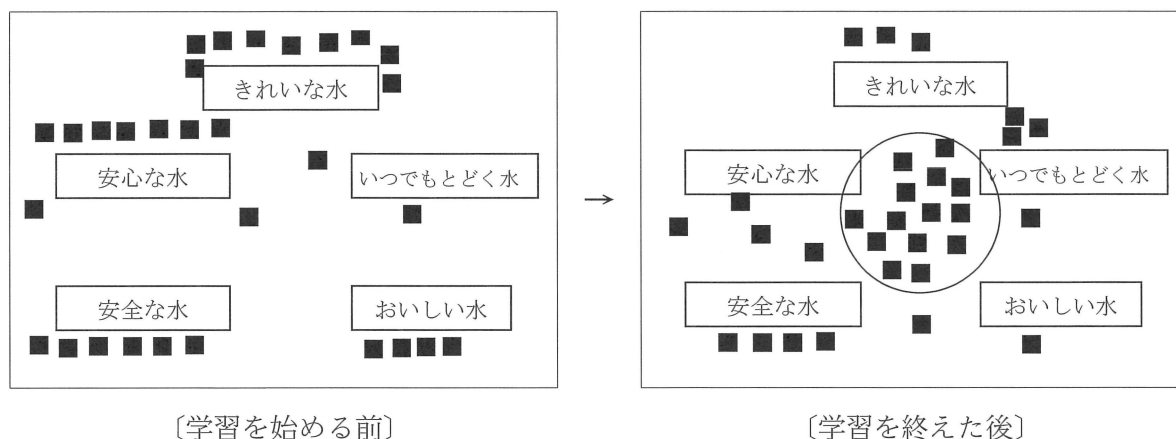 きれいな水
安心な水
いつでもとどく水
安全な水
おいしい水
〔学習を始める前〕
→
きれいな水
安心な水
いつでもとどく水
安全な水
おいしい水
〔学習を終えた後〕